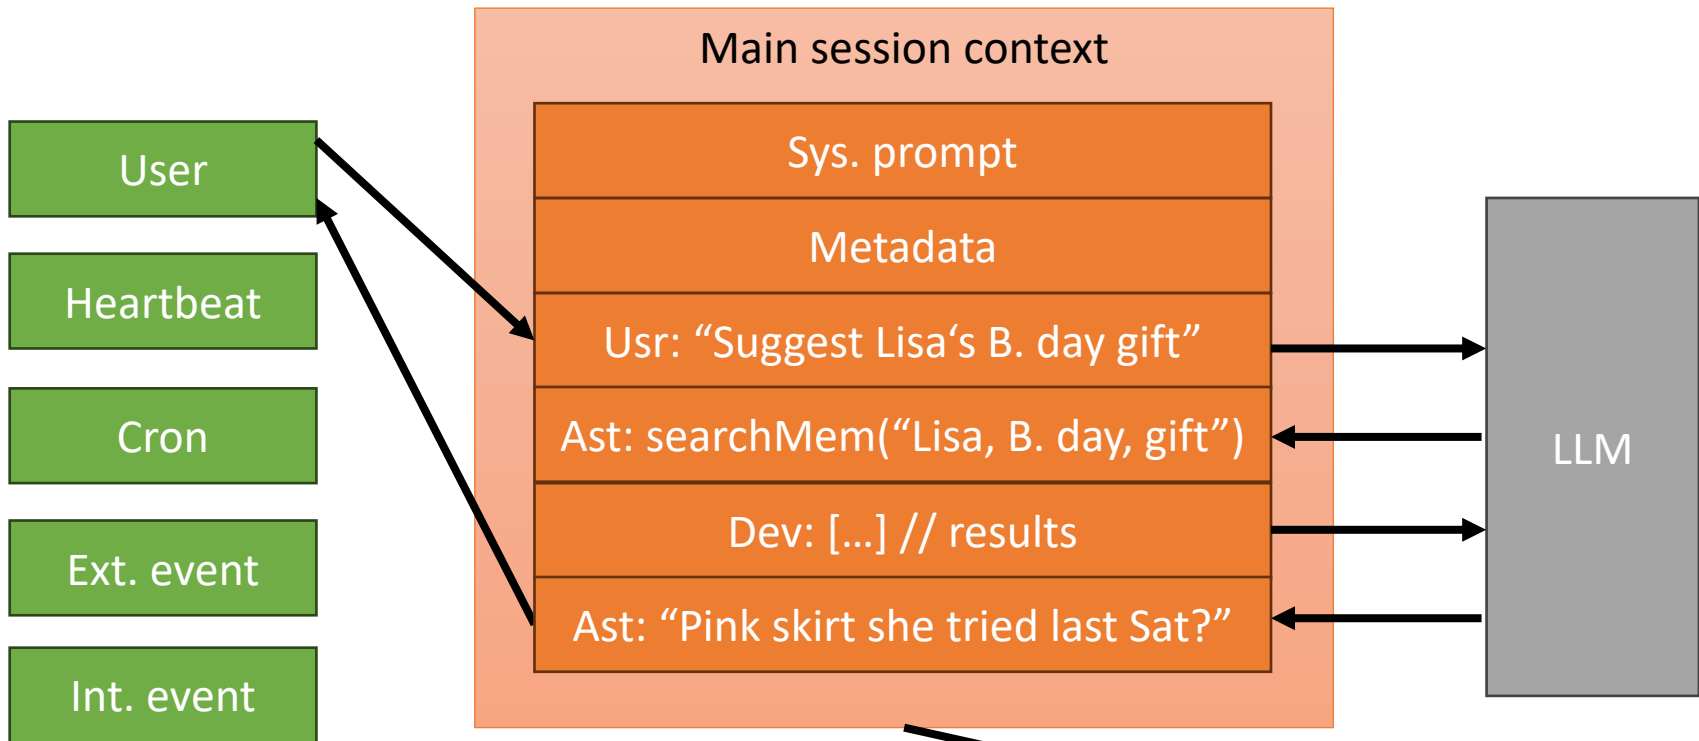 Main session context
User
Heartbeat
Cron
Ext. event
Int. event
Sys. prompt
Metadata
Usr: “Suggest Lisa‘s B. day gift”
Ast: searchMem(“Lisa, B. day, gift”)
Dev: […] // results
Ast: “Pink skirt she tried last Sat?”
LLM